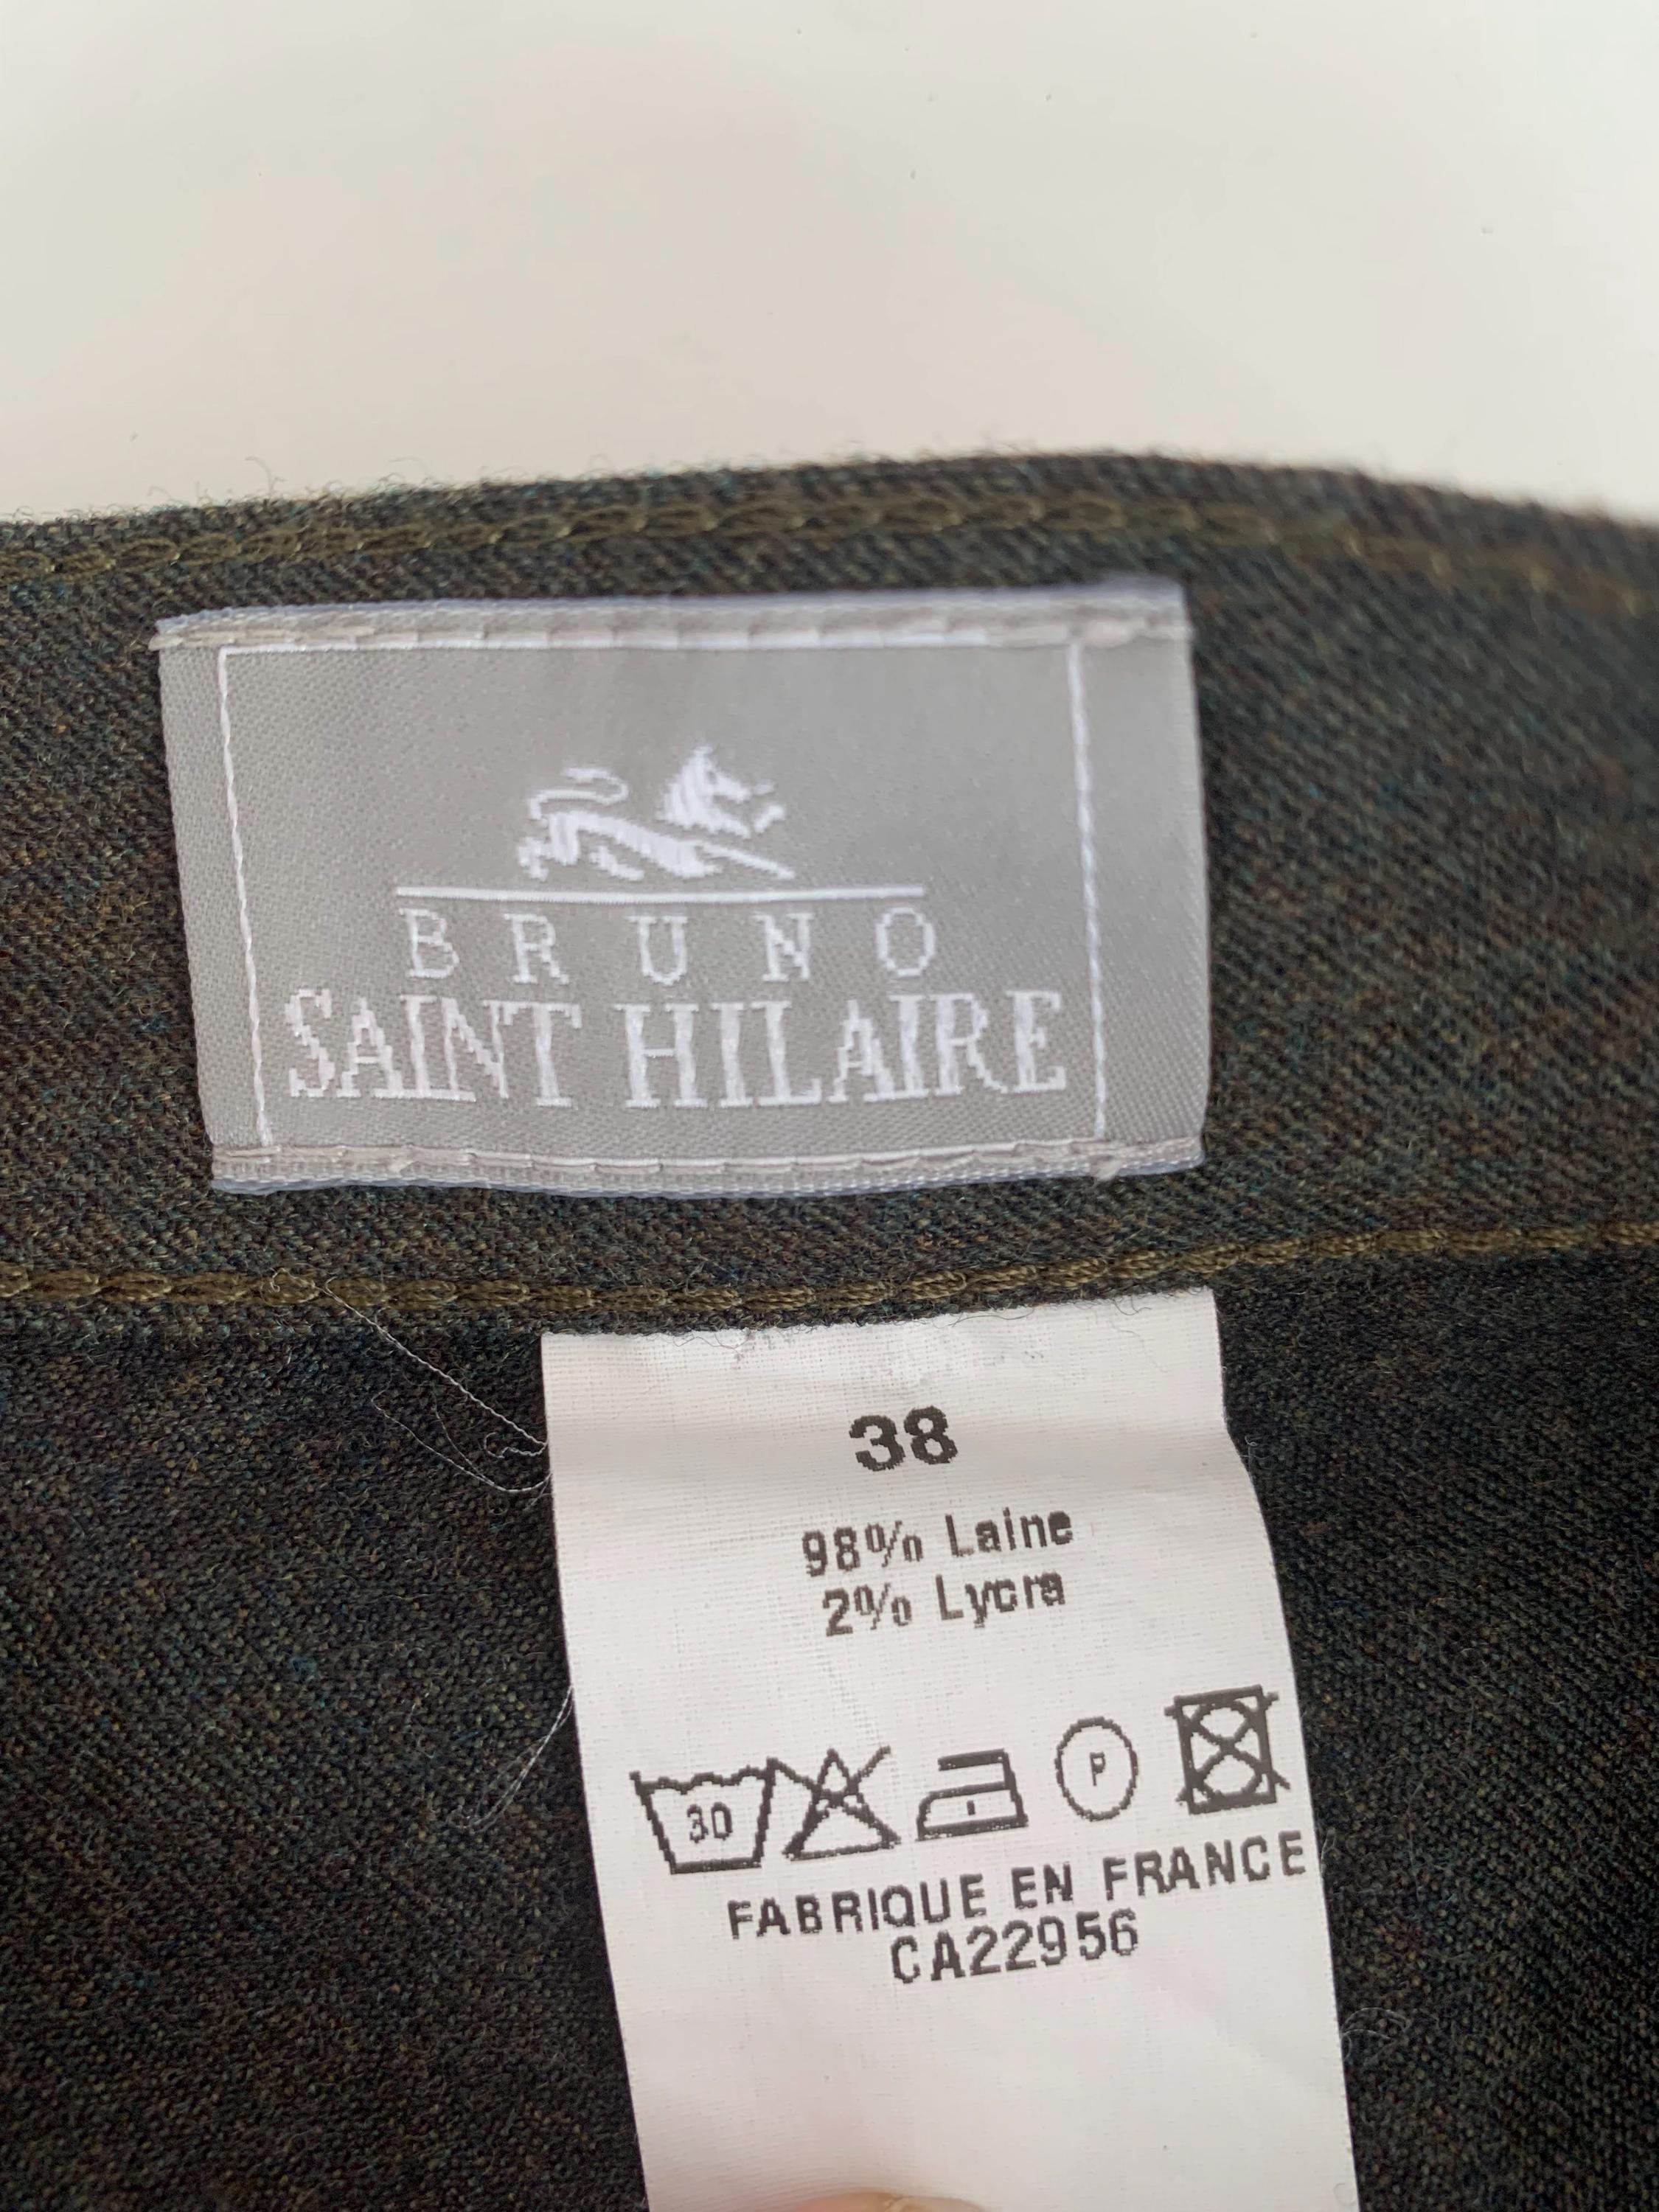 BRUNO
SAINT HILAIRE
38
98% Laine
2% Lycra
30 P
FABRIQUE EN FRANCE
CA22956